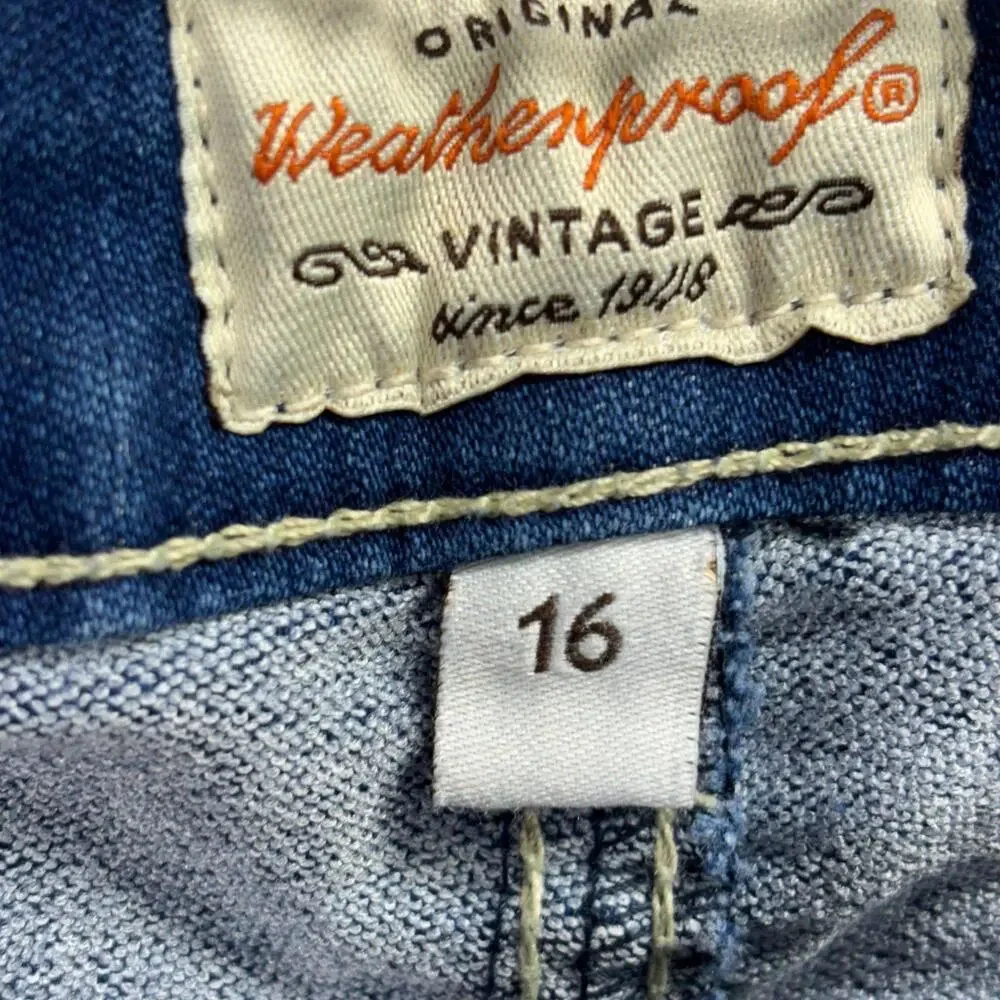 ORIGINAL
Weatherproof®
VINTAGE
since 1948
16